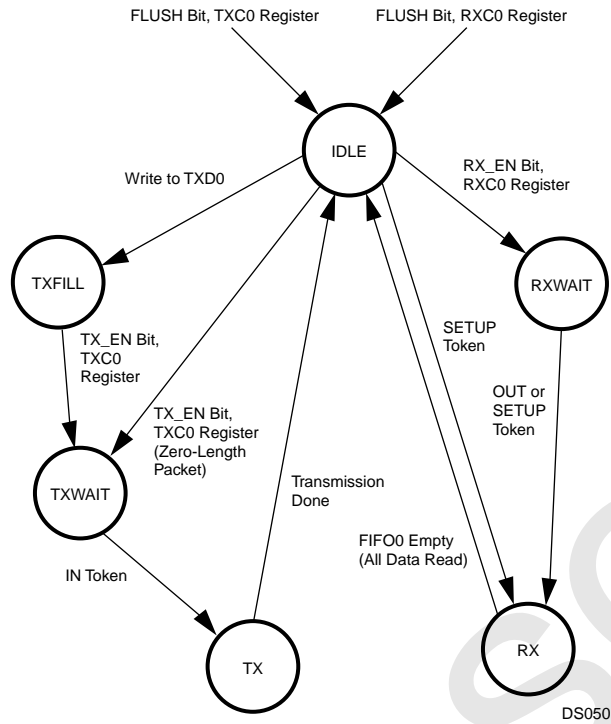 FLUSH Bit, TXC0 Register
FLUSH Bit, RXC0 Register
IDLE
Write to TXD0
RX_EN Bit,
RXC0 Register
TXFILL
RXWAIT
TX_EN Bit,
TXC0
Register
SETUP
Token
OUT or
SETUP
Token
TX_EN Bit,
TXC0 Register
(Zero-Length
Packet)
TXWAIT
Transmission
Done
FIFO0 Empty
(All Data Read)
IN Token
TX
RX
DS050